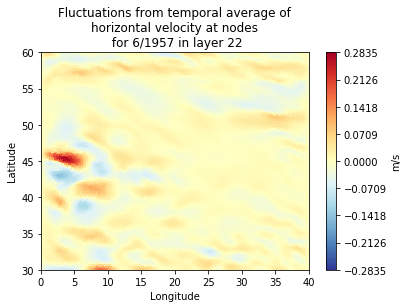 Fluctuations from temporal average of
horizontal velocity at nodes
for 6/1957 in layer 22
60
55
50
45
40
35
30
Latitude
0 5 10 15 20 25 30 35 40
Longitude
0.2835
0.2126
0.1418
0.0709
0.0000
−0.0709
−0.1418
−0.2126
−0.2835
m/s